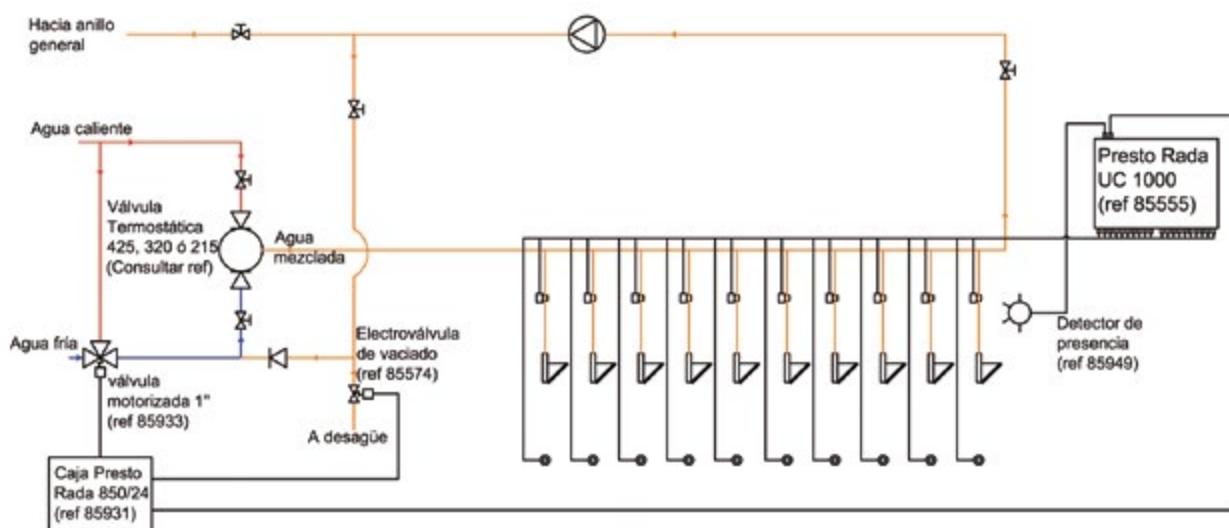 Hacia anillo
general
Agua caliente
Válvula
Termostática
425, 320 ó 215
(Consultar ref)
Agua
mezclada
Presto Rada
UC 1000
(ref 85555)
Agua fría
válvula
motorizada 1"
(ref 85933)
Electroválvula
de vaciado
(ref 85574)
A desagüe
Detector de
presencia
(ref 85949)
Caja Presto
Rada 850/24
(ref 85931)